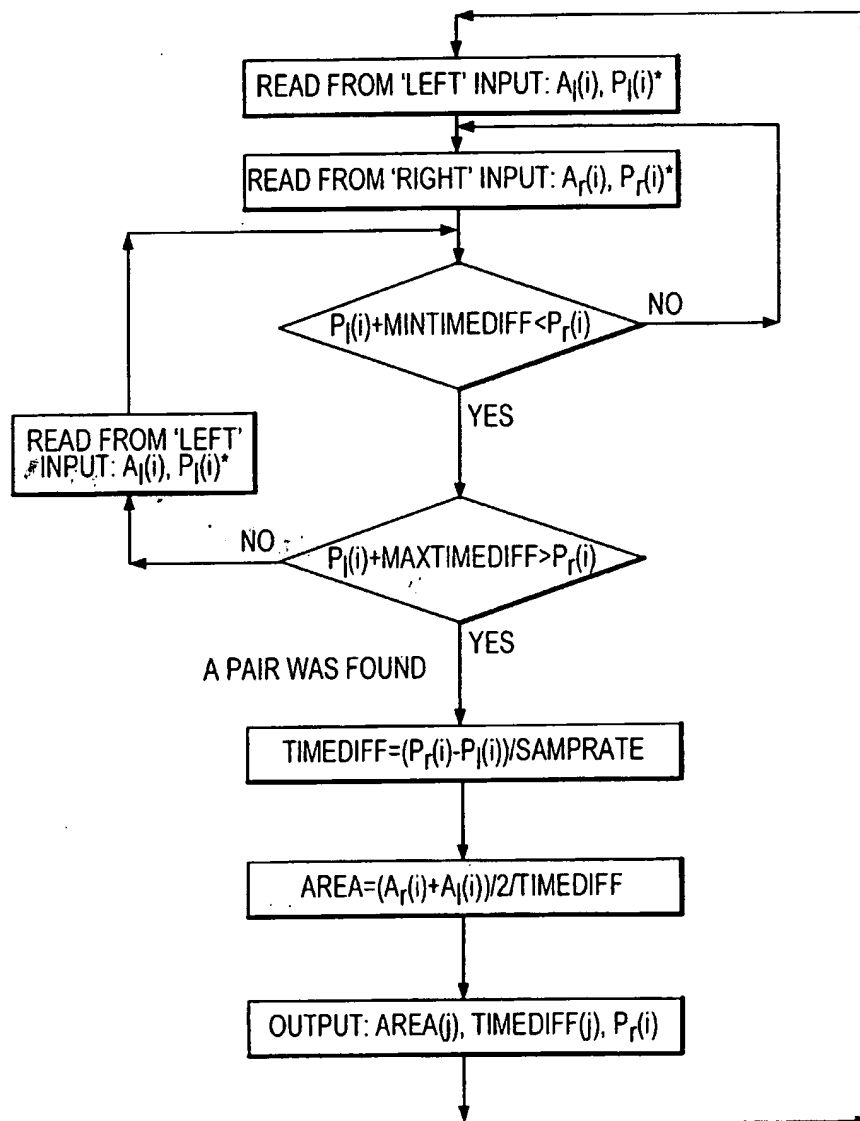 READ FROM 'LEFT' INPUT: Al(i), Pl(i)*
READ FROM 'RIGHT' INPUT: Ar(i), Pr(i)*
Pl(i)+MINTIMEDIFF<Pr(i)
NO
YES
READ FROM 'LEFT'
INPUT: Al(i), Pl(i)*
NO
Pl(i)+MAXTIMEDIFF>Pr(i)
YES
A PAIR WAS FOUND
TIMEDIFF=(Pr(i)-Pl(i))/SAMPRATE
AREA=(Ar(i)+Al(i))/2/TIMEDIFF
OUTPUT: AREA(j), TIMEDIFF(j), Pr(i)